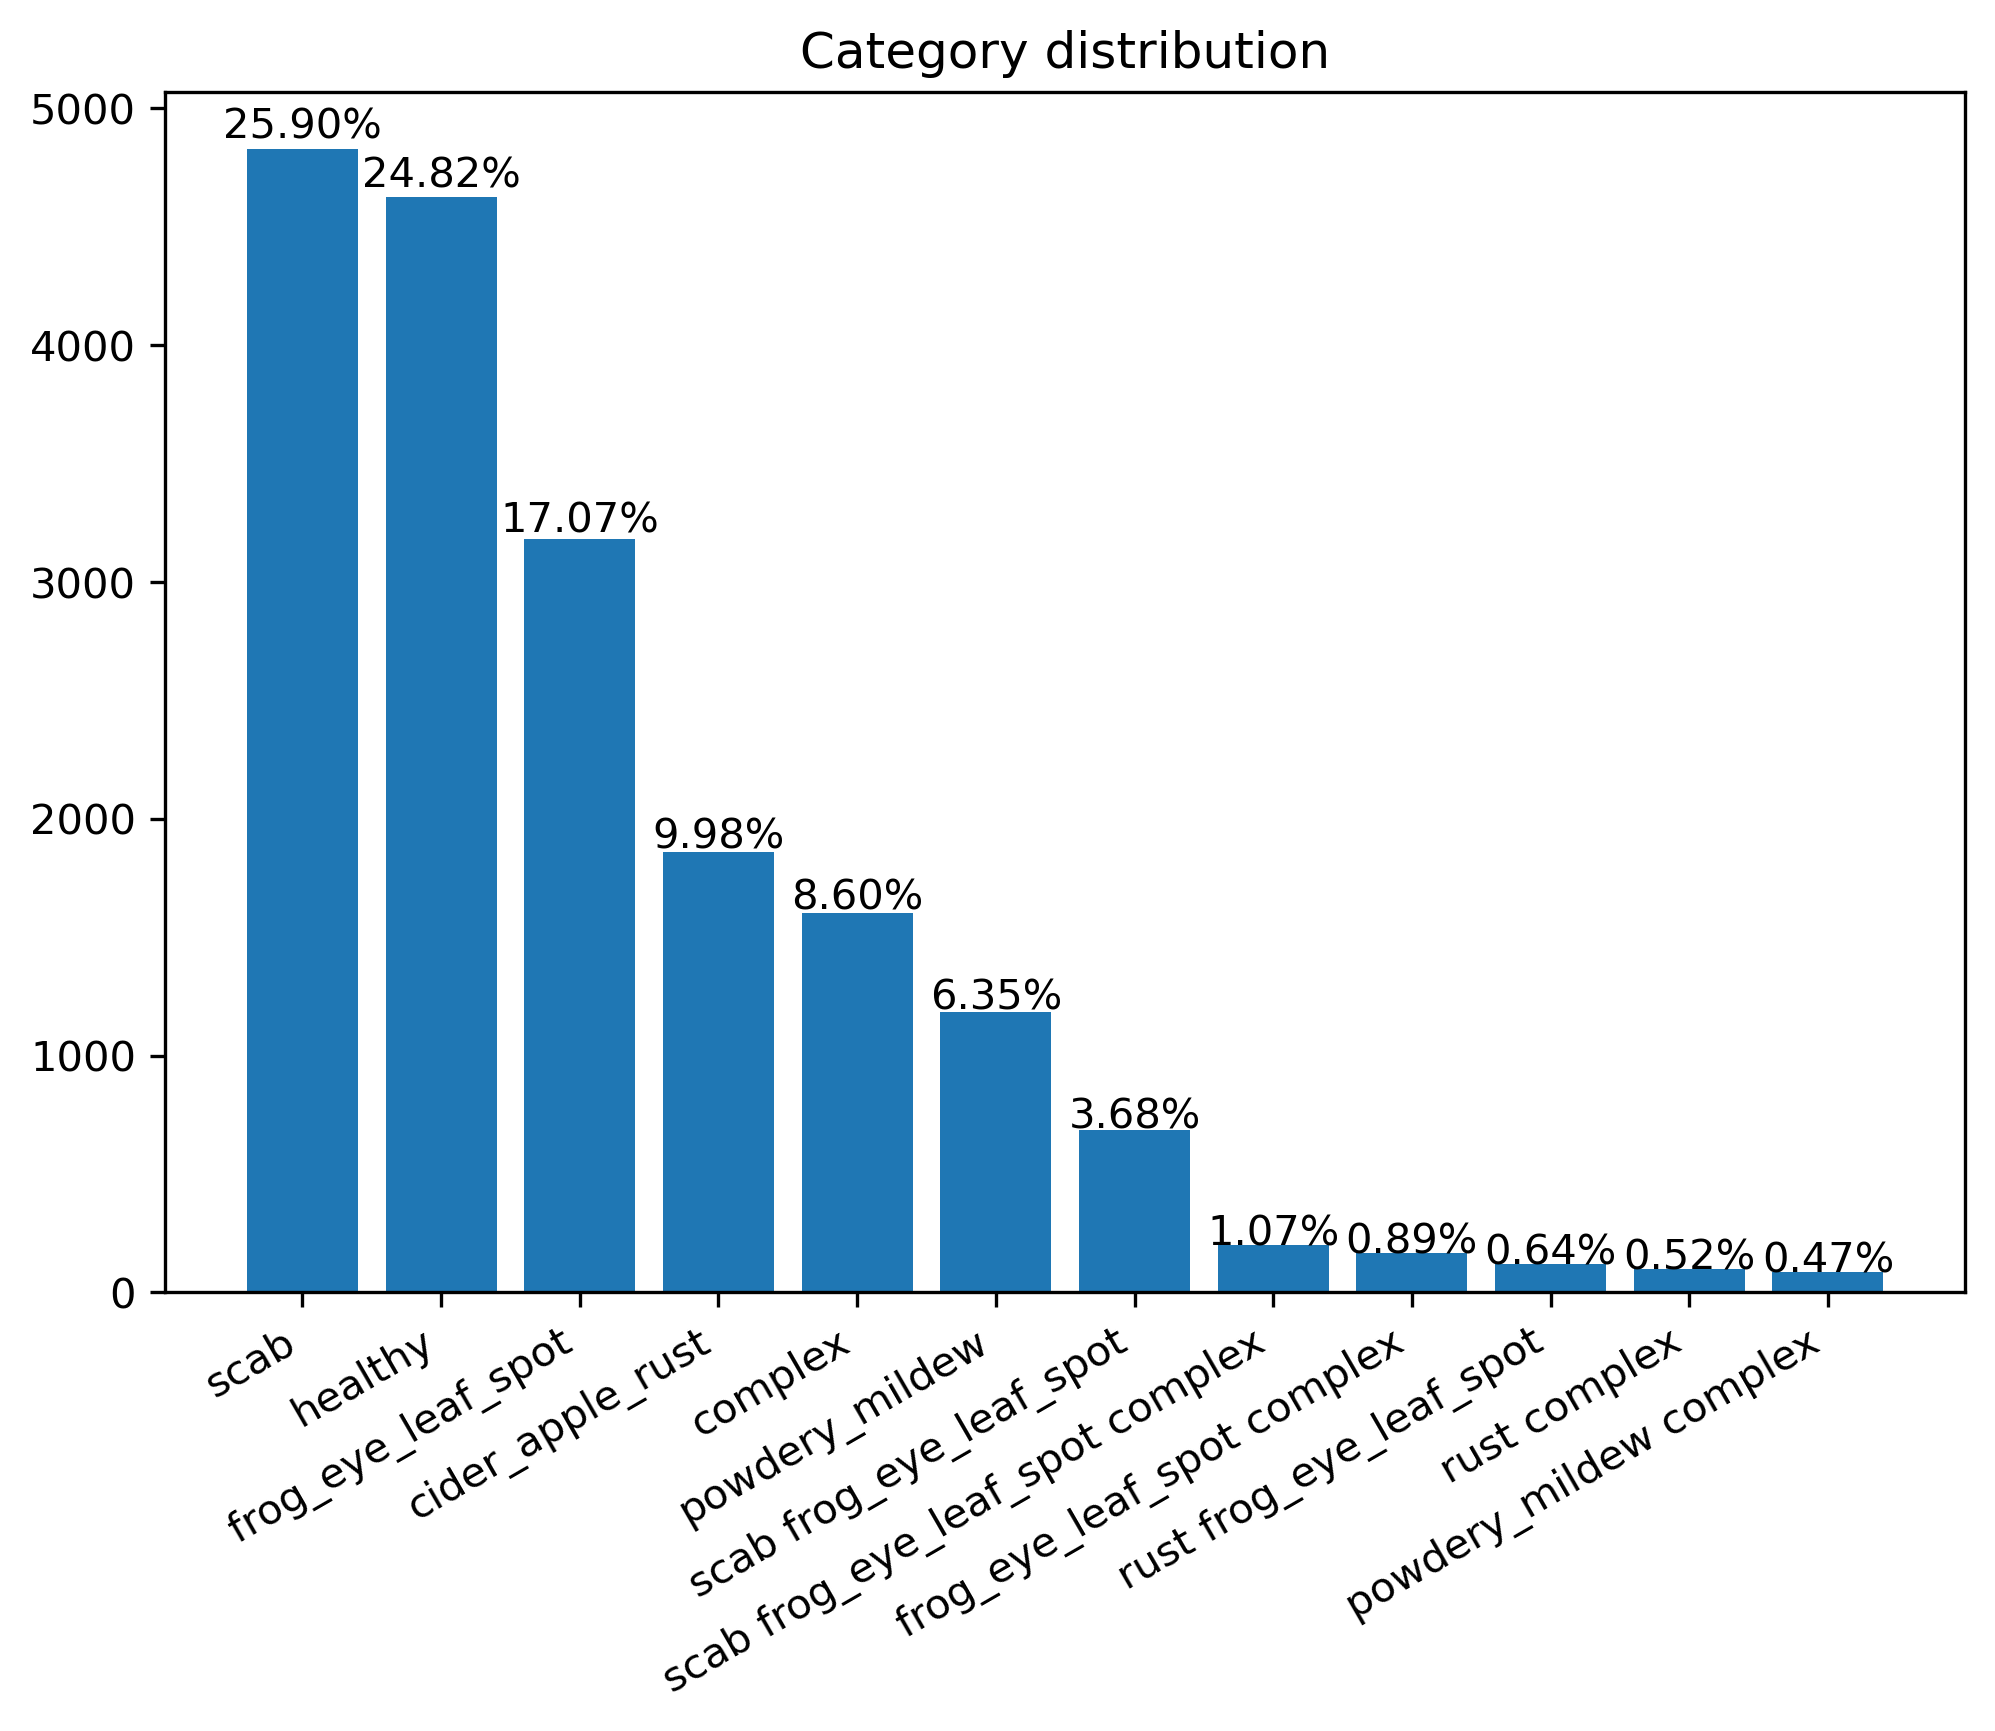 Category distribution
5000
4000
3000
2000
1000
0
25.90%
24.82%
17.07%
9.98%
8.60%
6.35%
3.68%
1.07%
0.89%
0.64%
0.52%
0.47%
scab
healthy
frog_eye_leaf_spot
cider_apple_rust
complex
powdery_mildew
scab frog_eye_leaf_spot
scab frog_eye_leaf_spot complex
frog_eye_leaf_spot complex
rust frog_eye_leaf_spot
rust complex
powdery_mildew complex